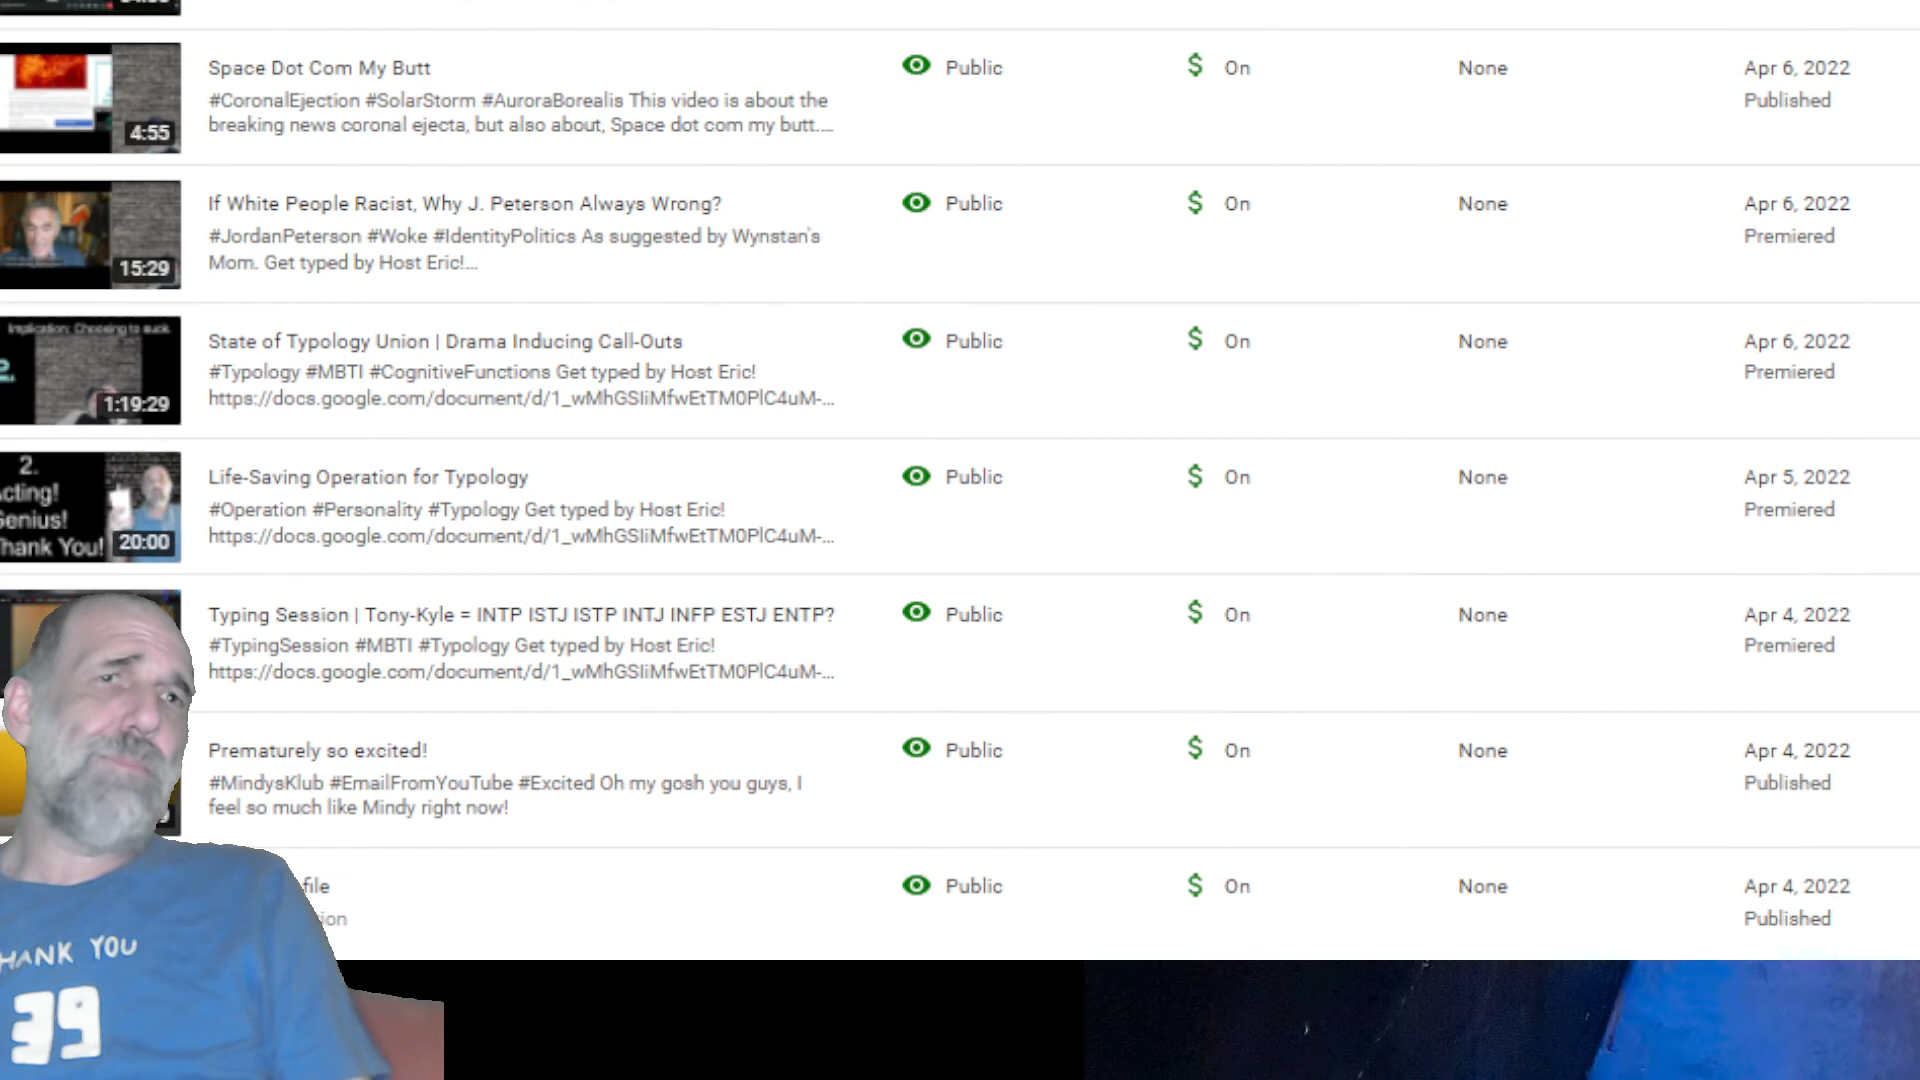 Space Dot Com My Butt
Public
$ On
None
Apr 6, 2022
#CoronalEjection #SolarStorm #AuroraBorealis This video is about the
Published
breaking news coronal ejecta, but also about, Space dot com my butt....
4:55
If White People Racist, Why J. Peterson Always Wrong?
Public
$ On
None
Apr 6, 2022
#JordanPeterson #Woke #IdentityPolitics As suggested by Wynstan's
Premiered
Mom. Get typed by Host Eric!...
15:29
Implication: Choosing to suck.
State of Typology Union | Drama Inducing Call-Outs
Public
$ On
None
Apr 6, 2022
#Typology #MBTI #CognitiveFunctions Get typed by Host Eric!
Premiered
https://docs.google.com/document/d/1_wMhGSIiMfwEtTM0PlC4uM-...
1:19:29
2.
cting!
enius!
hank You!
20:00
Life-Saving Operation for Typology
Public
$ On
None
Apr 5, 2022
#Operation #Personality #Typology Get typed by Host Eric!
Premiered
https://docs.google.com/document/d/1_wMhGSIiMfwEtTM0PlC4uM-...
Typing Session | Tony-Kyle = INTP ISTJ ISTP INTJ INFP ESTJ ENTP?
Public
$ On
None
Apr 4, 2022
#TypingSession #MBTI #Typology Get typed by Host Eric!
Premiered
https://docs.google.com/document/d/1_wMhGSIiMfwEtTM0PlC4uM-...
Prematurely so excited!
Public
$ On
None
Apr 4, 2022
#MindysKlub #EmailFromYouTube #Excited Oh my gosh you guys, I
Published
feel so much like Mindy right now!
file
Public
$ On
None
Apr 4, 2022
ion
Published
HANK YOU
39